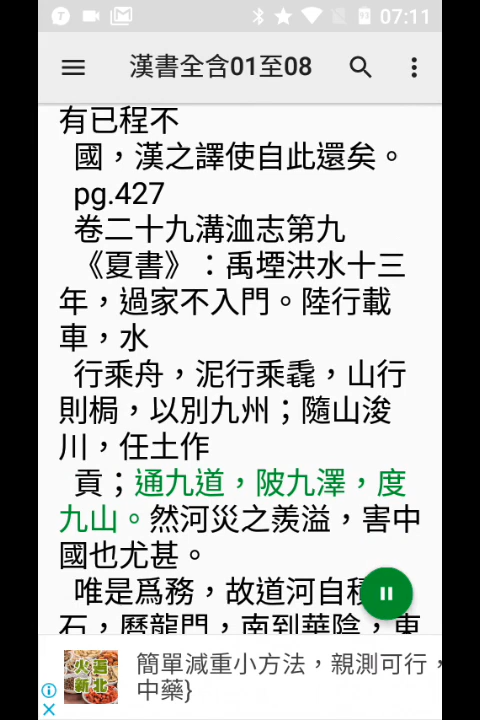 07:11
漢書全含01至08
有已程不
國，漢之譯使自此還矣。
pg.427
卷二十九溝洫志第九
《夏書》：禹堙洪水十三
年，過家不入門。陸行載
車，水
行乘舟，泥行乘毳，山行
則梮，以別九州；隨山浚
川，任土作
貢；通九道，陂九澤，度
九山。然河災之羨溢，害中
國也尤甚。
唯是爲務，故道河自積
石，曆龍門，南到華陰，東
火雪
新北
簡單減重小方法，親測可行，
中藥}